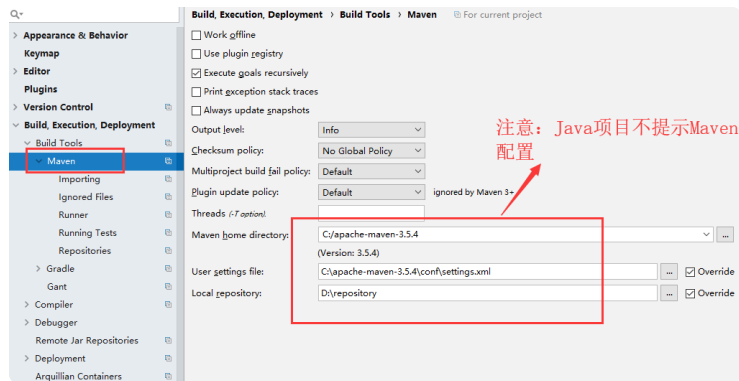 Build, Execution, Deployment › Build Tools › Maven For current project
Appearance & Behavior
Keymap
Editor
Plugins
Version Control
Build, Execution, Deployment
Build Tools
Maven
Importing
Ignored Files
Runner
Running Tests
Repositories
Gradle
Gant
Compiler
Debugger
Remote Jar Repositories
Deployment
Arquillian Containers
Work offline
Use plugin registry
Execute goals recursively
Print exception stack traces
Always update snapshots
Output level: Info
Checksum policy: No Global Policy
Multiproject build fail policy: Default
Plugin update policy: Default ignored by Maven 3+
Threads (-T option)
Maven home directory: C:/apache-maven-3.5.4 ...
(Version: 3.5.4)
User settings file: C:\apache-maven-3.5.4\conf\settings.xml ... Override
Local repository: D:\repository ... Override
注意：Java项目不提示Maven
配置